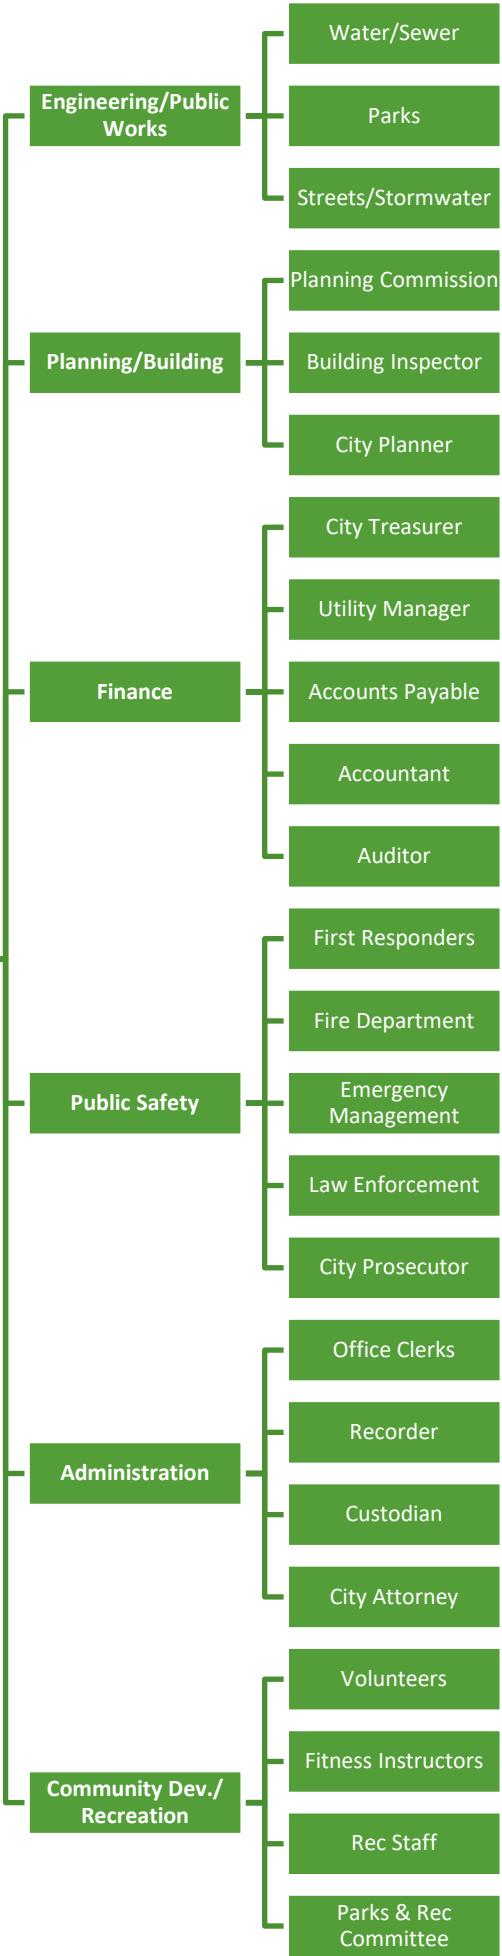 Engineering/Public
Works
Water/Sewer
Parks
Streets/Stormwater
Planning/Building
Planning Commission
Building Inspector
City Planner
Finance
City Treasurer
Utility Manager
Accounts Payable
Accountant
Auditor
Public Safety
First Responders
Fire Department
Emergency
Management
Law Enforcement
City Prosecutor
Administration
Office Clerks
Recorder
Custodian
City Attorney
Community Dev./
Recreation
Volunteers
Fitness Instructors
Rec Staff
Parks & Rec
Committee